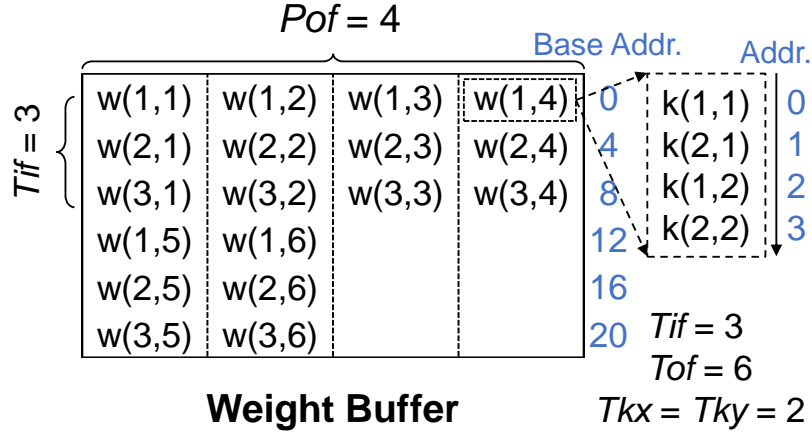 Pof = 4
Base Addr.
Addr.
Tif = 3
w(1,1) w(1,2) w(1,3) w(1,4) 0
w(2,1) w(2,2) w(2,3) w(2,4) 4
w(3,1) w(3,2) w(3,3) w(3,4) 8
w(1,5) w(1,6) 12
w(2,5) w(2,6) 16
w(3,5) w(3,6) 20
k(1,1) 0
k(2,1) 1
k(1,2) 2
k(2,2) 3
Tif = 3
Tof = 6
Tkx = Tky = 2
Weight Buffer